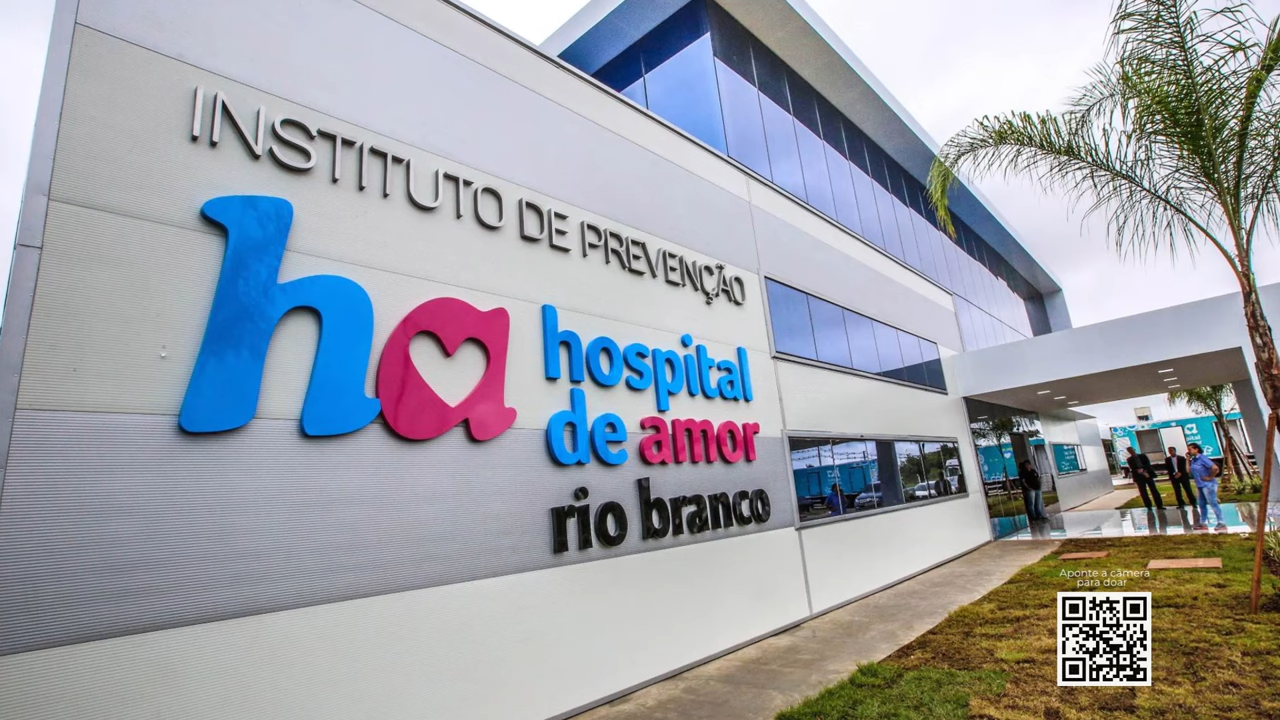 INSTITUTO DE PREVENÇÃO
ha
hospital
de amor
rio branco
Aponte a câmera
para doar